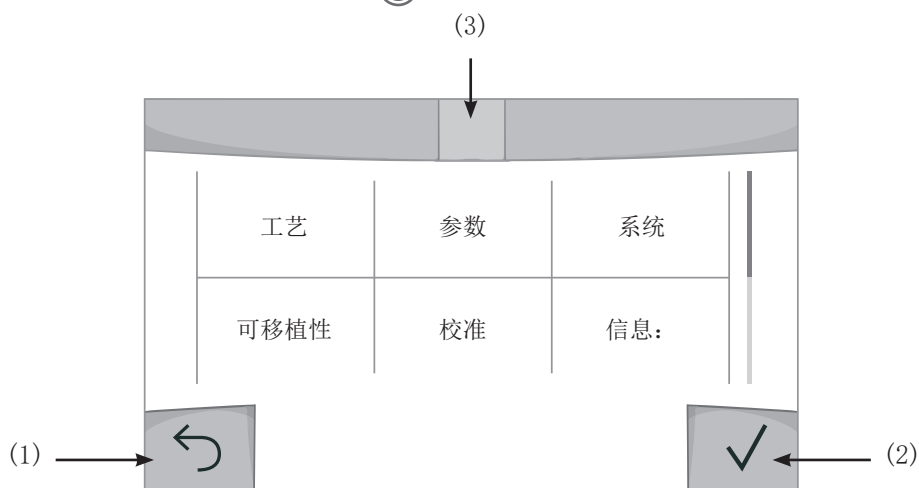 (3)
工艺 参数 系统
可移植性 校准 信息:
(1) (2)